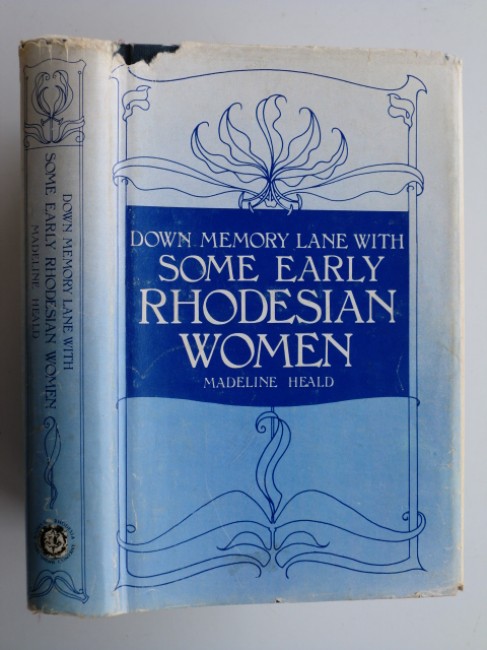 DOWN MEMORY LANE WITH
SOME EARLY RHODESIAN WOMEN
MADELINE HEALD
DOWN MEMORY LANE WITH
SOME EARLY
RHODESIAN
WOMEN
MADELINE HEALD